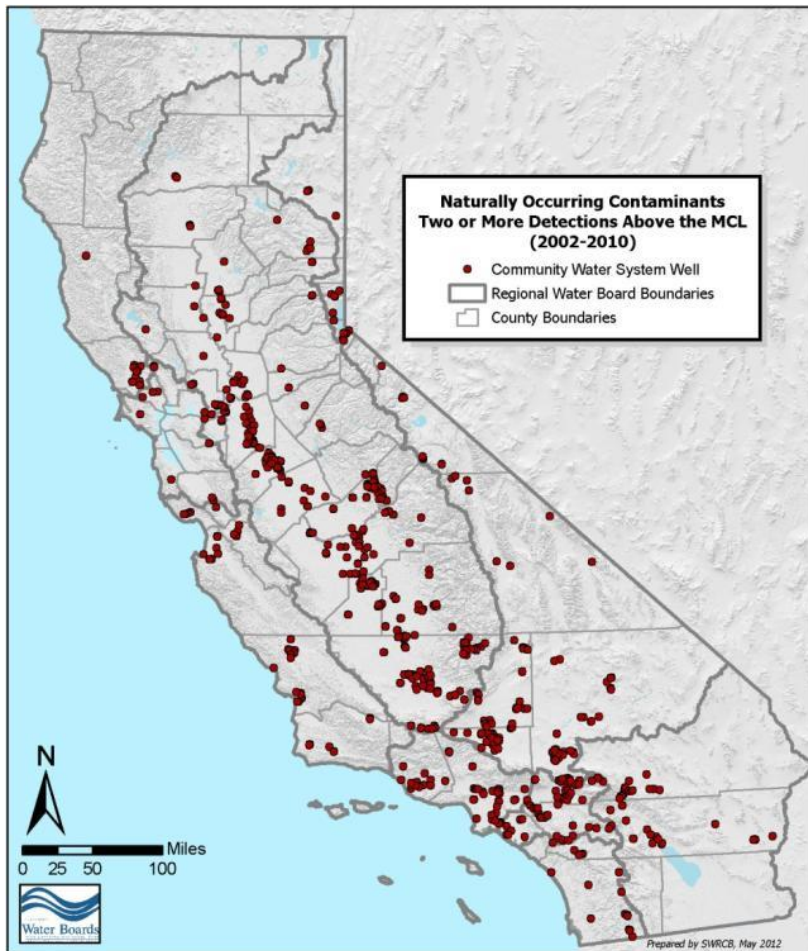 Naturally Occurring Contaminants
Two or More Detections Above the MCL
(2002-2010)
Community Water System Well
Regional Water Board Boundaries
County Boundaries
N
Miles
0 25 50 100
Water Boards
Prepared by SWRCB, May 2012